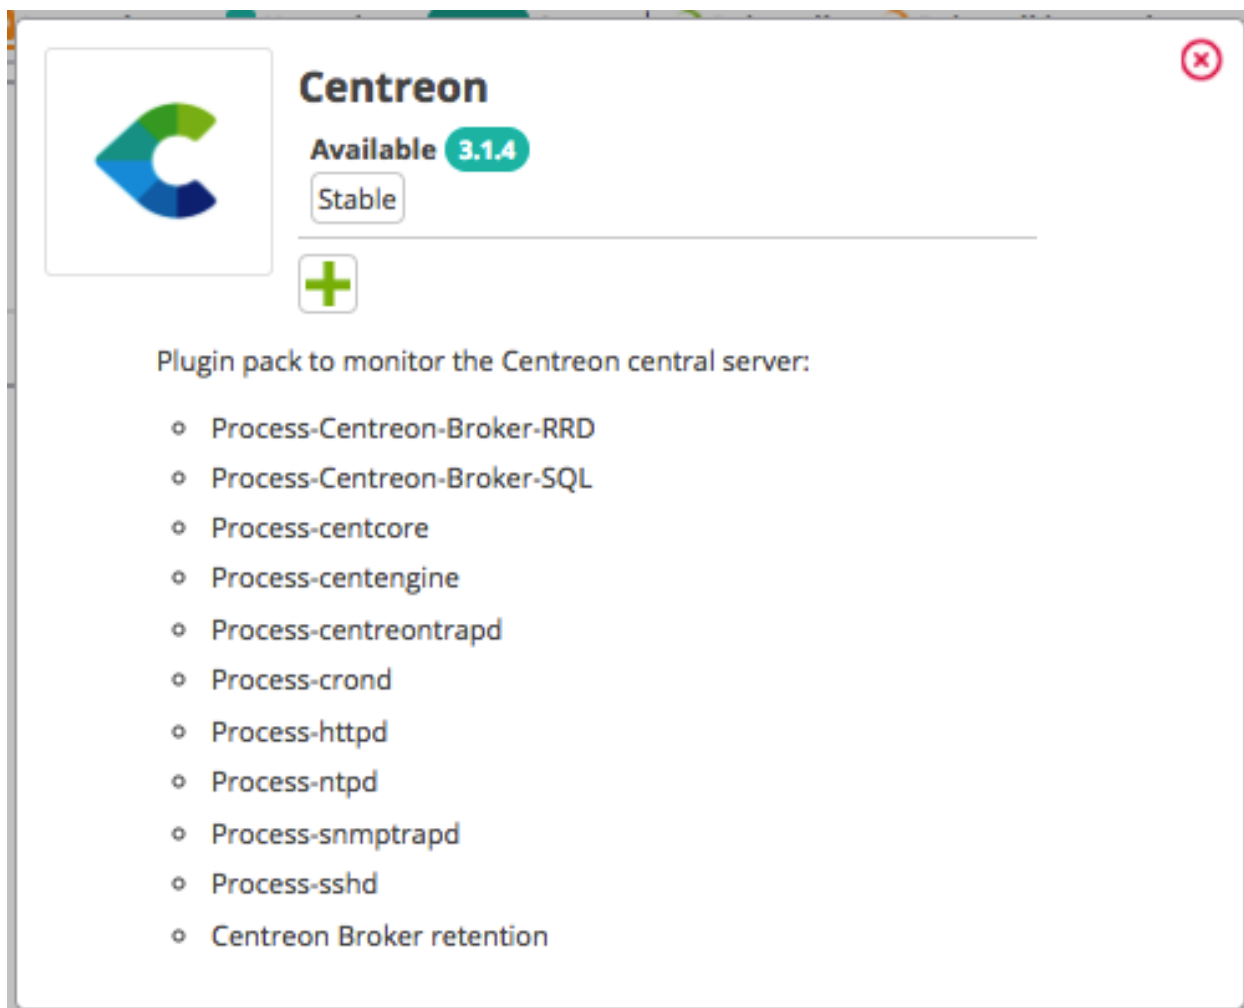 Centreon
Available 3.1.4
Stable
Plugin pack to monitor the Centreon central server:
Process-Centreon-Broker-RRD
Process-Centreon-Broker-SQL
Process-centcore
Process-centengine
Process-centreontrapd
Process-crond
Process-httpd
Process-ntpd
Process-snmptrapd
Process-sshd
Centreon Broker retention